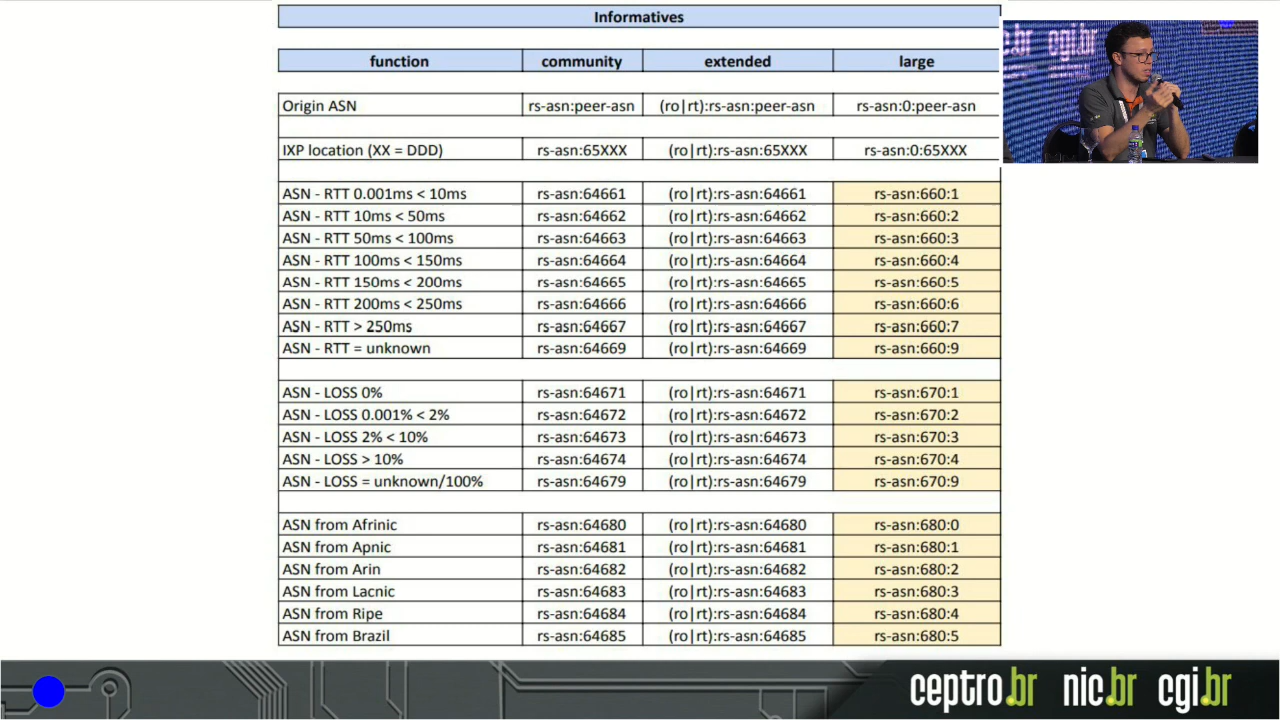 Informatives
function community extended large
Origin ASN rs-asn:peer-asn (ro|rt):rs-asn:peer-asn rs-asn:0:peer-asn
IXP location (XX = DDD) rs-asn:65XXX (ro|rt):rs-asn:65XXX rs-asn:0:65XXX
ASN - RTT 0.001ms < 10ms rs-asn:64661 (ro|rt):rs-asn:64661 rs-asn:660:1
ASN - RTT 10ms < 50ms rs-asn:64662 (ro|rt):rs-asn:64662 rs-asn:660:2
ASN - RTT 50ms < 100ms rs-asn:64663 (ro|rt):rs-asn:64663 rs-asn:660:3
ASN - RTT 100ms < 150ms rs-asn:64664 (ro|rt):rs-asn:64664 rs-asn:660:4
ASN - RTT 150ms < 200ms rs-asn:64665 (ro|rt):rs-asn:64665 rs-asn:660:5
ASN - RTT 200ms < 250ms rs-asn:64666 (ro|rt):rs-asn:64666 rs-asn:660:6
ASN - RTT > 250ms rs-asn:64667 (ro|rt):rs-asn:64667 rs-asn:660:7
ASN - RTT = unknown rs-asn:64669 (ro|rt):rs-asn:64669 rs-asn:660:9
ASN - LOSS 0% rs-asn:64671 (ro|rt):rs-asn:64671 rs-asn:670:1
ASN - LOSS 0.001% < 2% rs-asn:64672 (ro|rt):rs-asn:64672 rs-asn:670:2
ASN - LOSS 2% < 10% rs-asn:64673 (ro|rt):rs-asn:64673 rs-asn:670:3
ASN - LOSS > 10% rs-asn:64674 (ro|rt):rs-asn:64674 rs-asn:670:4
ASN - LOSS = unknown/100% rs-asn:64679 (ro|rt):rs-asn:64679 rs-asn:670:9
ASN from Afrinic rs-asn:64680 (ro|rt):rs-asn:64680 rs-asn:680:0
ASN from Apnic rs-asn:64681 (ro|rt):rs-asn:64681 rs-asn:680:1
ASN from Arin rs-asn:64682 (ro|rt):rs-asn:64682 rs-asn:680:2
ASN from Lacnic rs-asn:64683 (ro|rt):rs-asn:64683 rs-asn:680:3
ASN from Ripe rs-asn:64684 (ro|rt):rs-asn:64684 rs-asn:680:4
ASN from Brazil rs-asn:64685 (ro|rt):rs-asn:64685 rs-asn:680:5
.br cgi.br
ceptro.br nic.br cgi.br